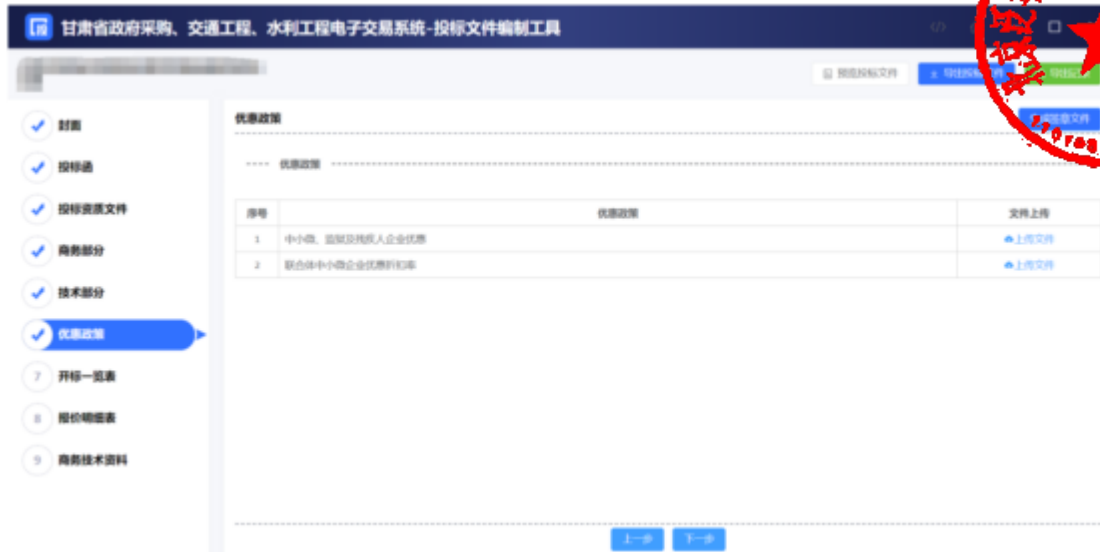 甘肃省政府采购、交通工程、水利工程电子交易系统-投标文件编制工具
预览投标文件
封面
投标函
投标资质文件
商务部分
技术部分
优惠政策
7 开标一览表
8 报价明细表
9 商务技术资料
优惠政策
优惠政策
序号 优惠政策 文件上传
1 中小微、监狱及残疾人企业优惠 上传文件
2 联合体中小微企业优惠折扣率 上传文件
上一步 下一步